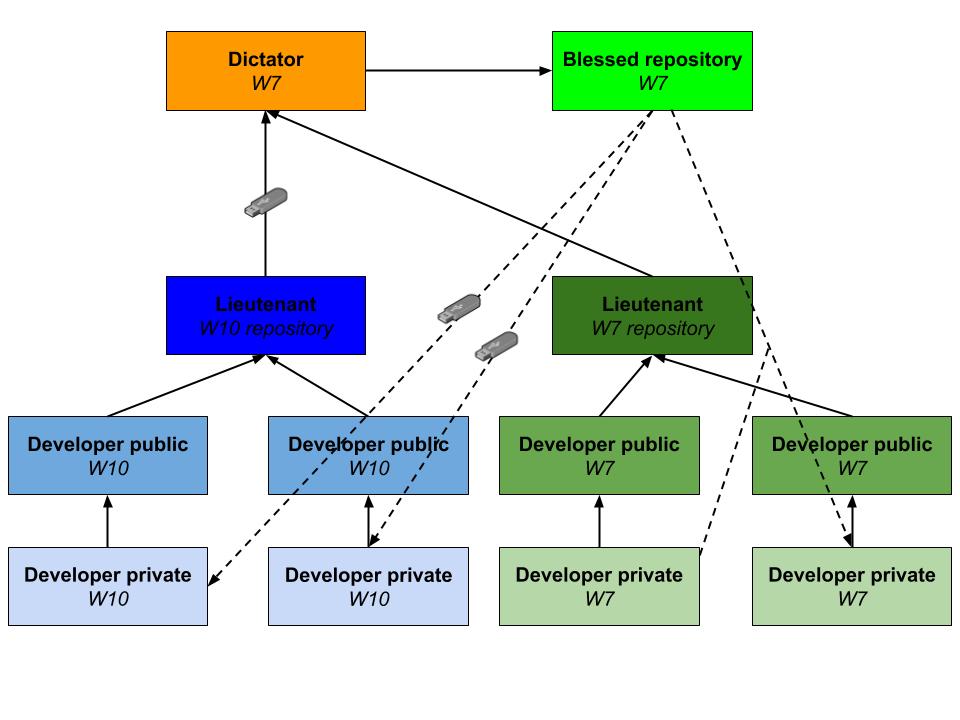 Dictator
W7
Blessed repository
W7
Lieutenant
W10 repository
Lieutenant
W7 repository
Developer public
W10
Developer public
W10
Developer public
W7
Developer public
W7
Developer private
W10
Developer private
W10
Developer private
W7
Developer private
W7